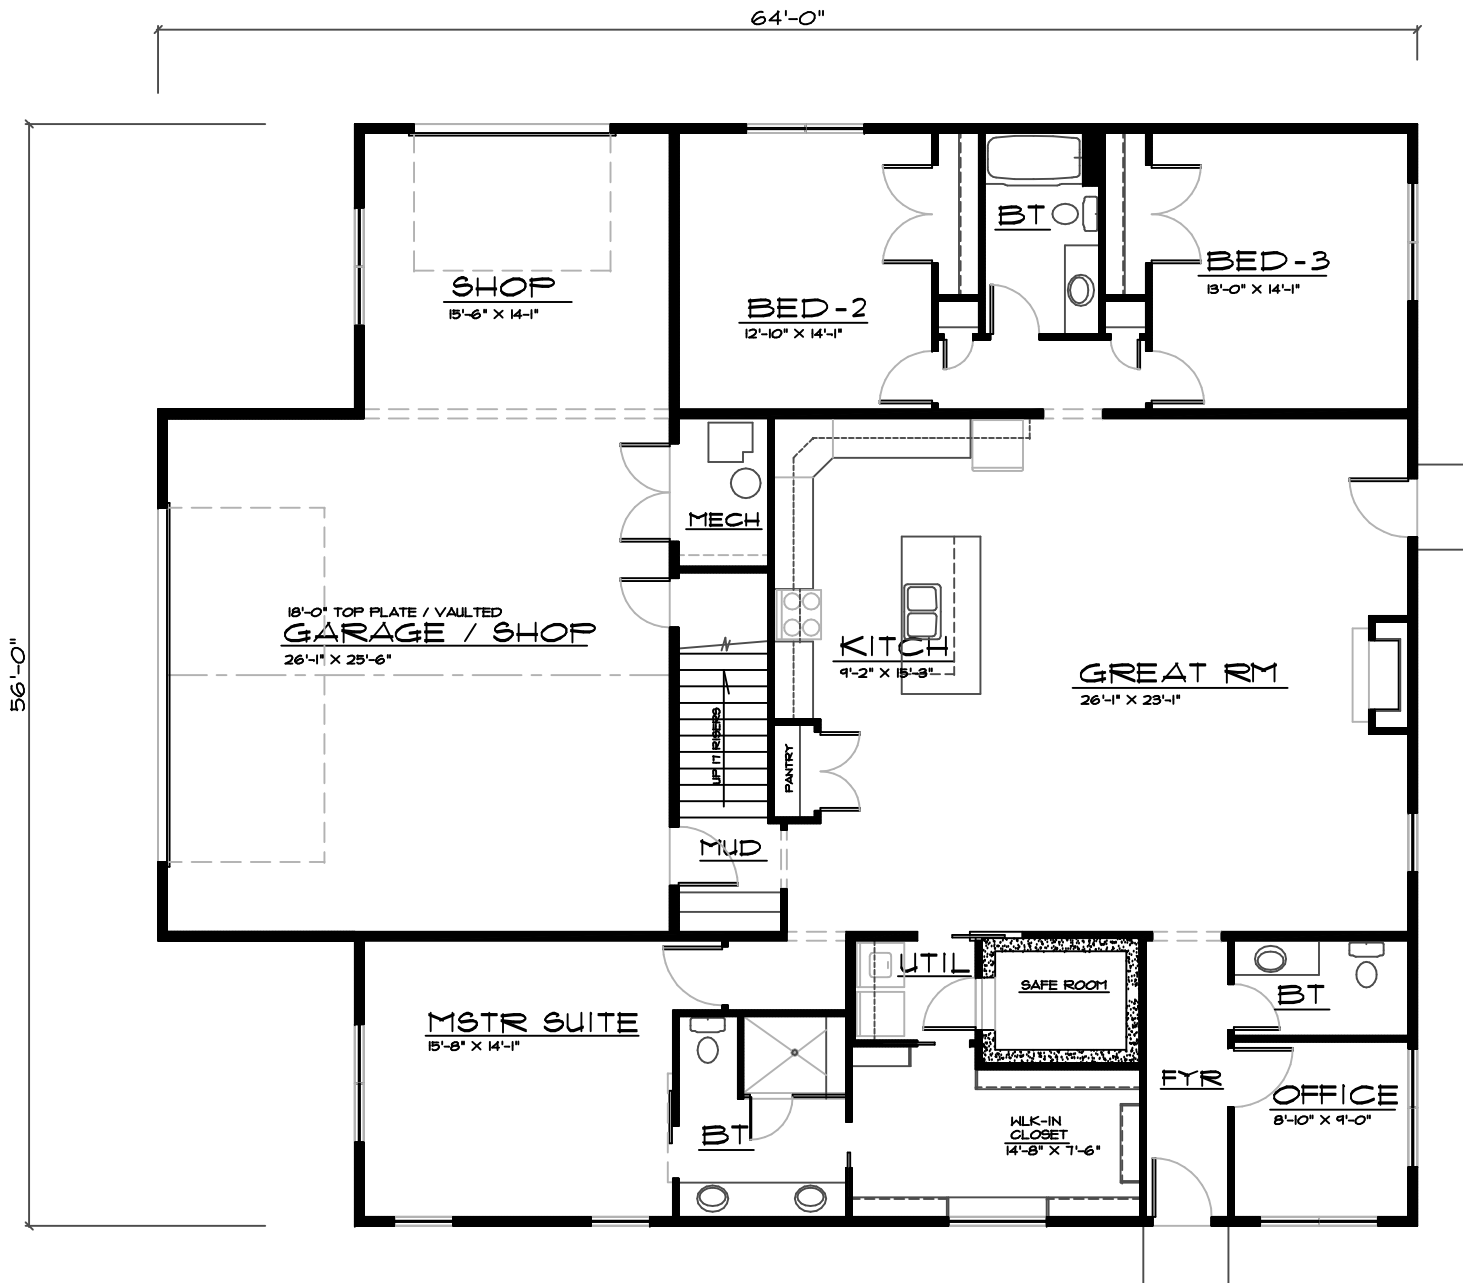 64'-0"
56'-0"
SHOP
15'-6" X 14-1"
BED-2
12'-10" X 14'-1"
BT
BED-3
13'-0" X 14'-1"
MECH
18'-0" TOP PLATE / VAULTED
GARAGE / SHOP
26'-1" X 25'-6"
KITCH
9'-2" X 15'-3"
GREAT RM
26'-1" X 23'-1"
UP 17 RISERS
PANTRY
MUD
UTIL
SAFE ROOM
BT
MSTR SUITE
15'-8" X 14'-1"
FYR
OFFICE
8'-10" X 9'-0"
BT
WLK-IN
CLOSET
14'-8" X 7'-6"